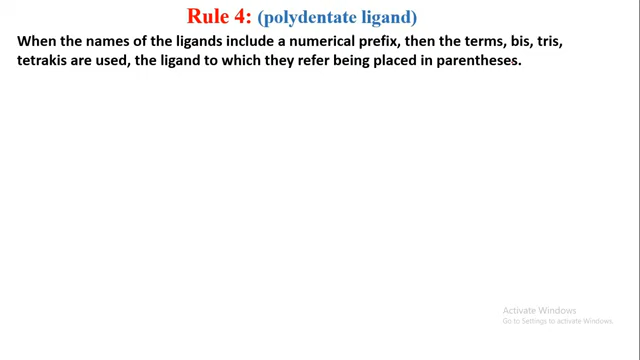 Rule 4: (polydentate ligand)
When the names of the ligands include a numerical prefix, then the terms, bis, tris,
tetrakis are used, the ligand to which they refer being placed in parentheses.
Activate Windows
Go to Settings to activate Windows.